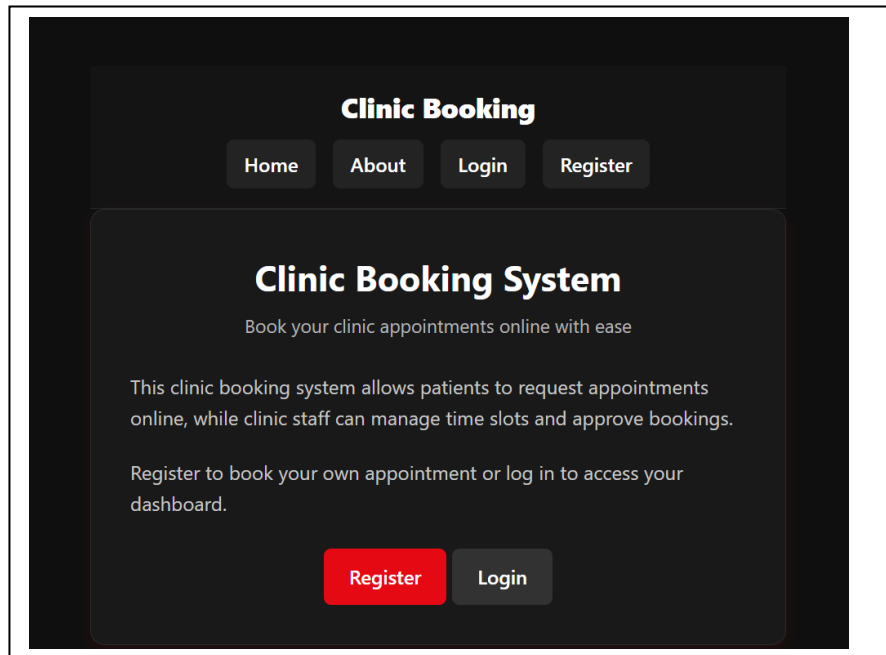 Clinic Booking
Home About Login Register
Clinic Booking System
Book your clinic appointments online with ease
This clinic booking system allows patients to request appointments
online, while clinic staff can manage time slots and approve bookings.
Register to book your own appointment or log in to access your
dashboard.
Register Login